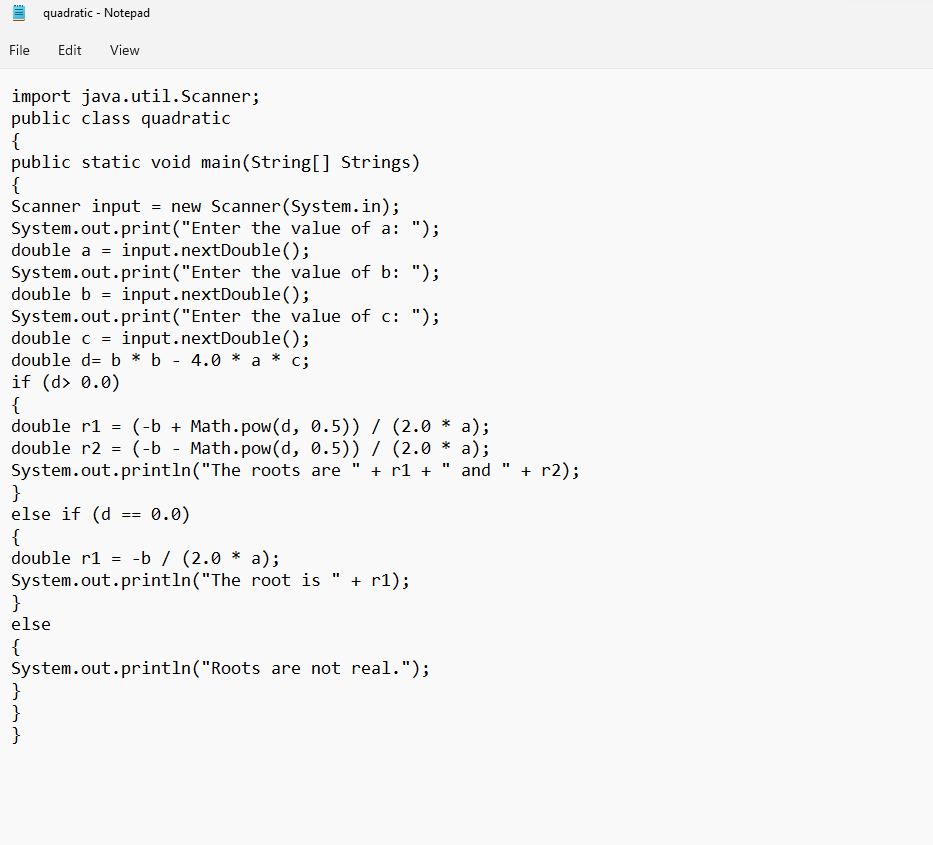 quadratic - Notepad
File Edit View
import java.util.Scanner;
public class quadratic
{
public static void main(String[] Strings)
{
Scanner input = new Scanner(System.in);
System.out.print("Enter the value of a: ");
double a = input.nextDouble();
System.out.print("Enter the value of b: ");
double b = input.nextDouble();
System.out.print("Enter the value of c: ");
double c = input.nextDouble();
double d= b * b - 4.0 * a * c;
if (d> 0.0)
{
double r1 = (-b + Math.pow(d, 0.5)) / (2.0 * a);
double r2 = (-b - Math.pow(d, 0.5)) / (2.0 * a);
System.out.println("The roots are " + r1 + " and " + r2);
}
else if (d == 0.0)
{
double r1 = -b / (2.0 * a);
System.out.println("The root is " + r1);
}
else
{
System.out.println("Roots are not real.");
}
}
}